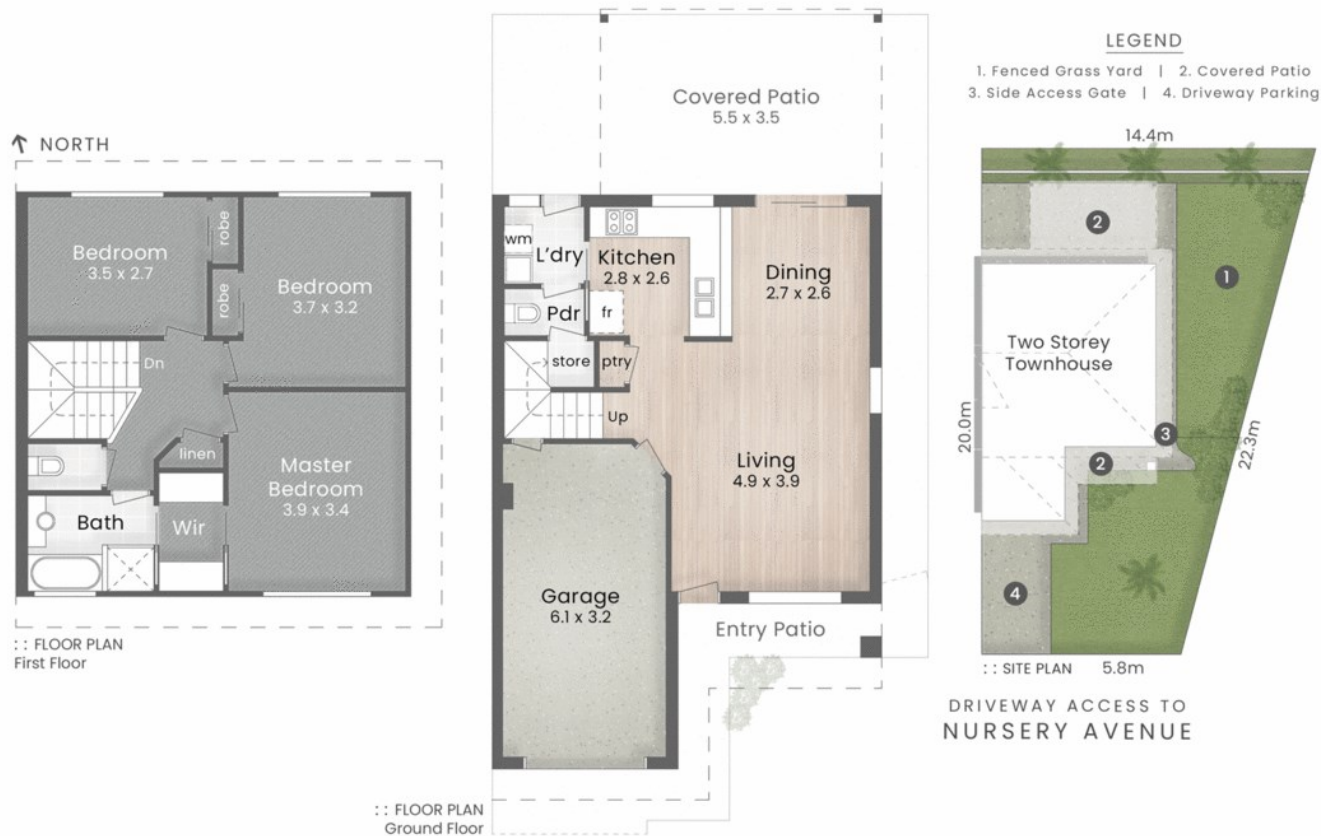 NORTH
Bedroom
3.5 x 2.7
robe
robe
Bedroom
3.7 x 3.2
Dn
linen
Master
Bedroom
3.9 x 3.4
Bath
Wir
:: FLOOR PLAN
First Floor
Covered Patio
5.5 x 3.5
wm
L'dry
Kitchen
2.8 x 2.6
Dining
2.7 x 2.6
Pdr
fr
store
ptry
Up
Living
4.9 x 3.9
Garage
6.1 x 3.2
Entry Patio
:: FLOOR PLAN
Ground Floor
LEGEND
1. Fenced Grass Yard | 2. Covered Patio
3. Side Access Gate | 4. Driveway Parking
14.4m
2
1
Two Storey
Townhouse
20.0m
3
22.3m
2
4
:: SITE PLAN 5.8m
DRIVEWAY ACCESS TO
NURSERY AVENUE